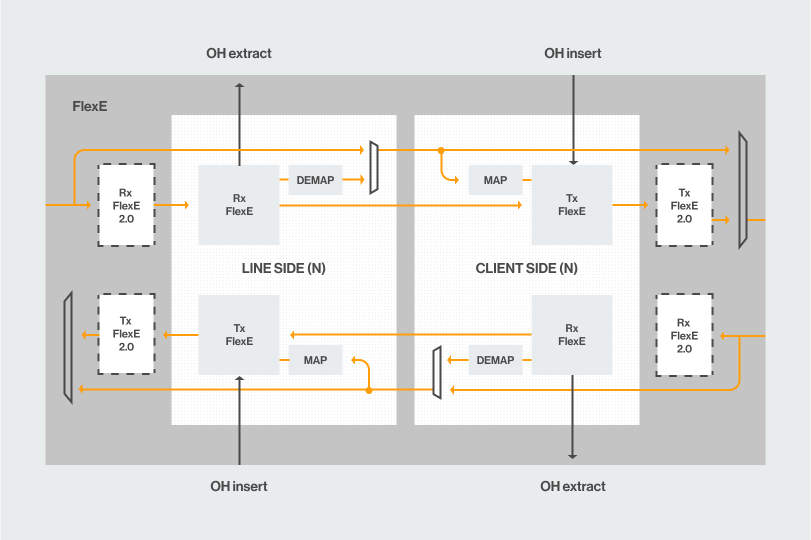 OH extract
OH insert
FlexE
Rx
FlexE
2.0
Rx
FlexE
DEMAP
MAP
Tx
FlexE
Tx
FlexE
2.0
LINE SIDE (N)
CLIENT SIDE (N)
Tx
FlexE
2.0
Tx
FlexE
MAP
DEMAP
Rx
FlexE
Rx
FlexE
2.0
OH insert
OH extract